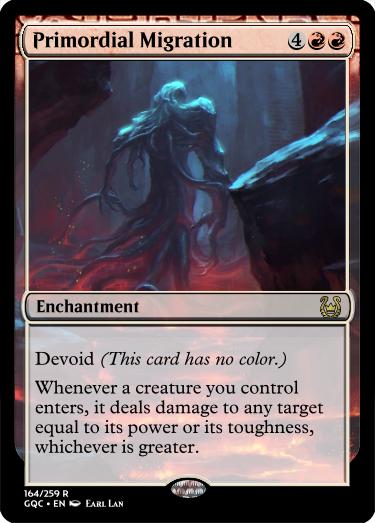 Primordial Migration 4
Enchantment
Devoid (This card has no color.)
Whenever a creature you control
enters, it deals damage to any target
equal to its power or its toughness,
whichever is greater.
164/259 R
GQC • EN Earl Lan